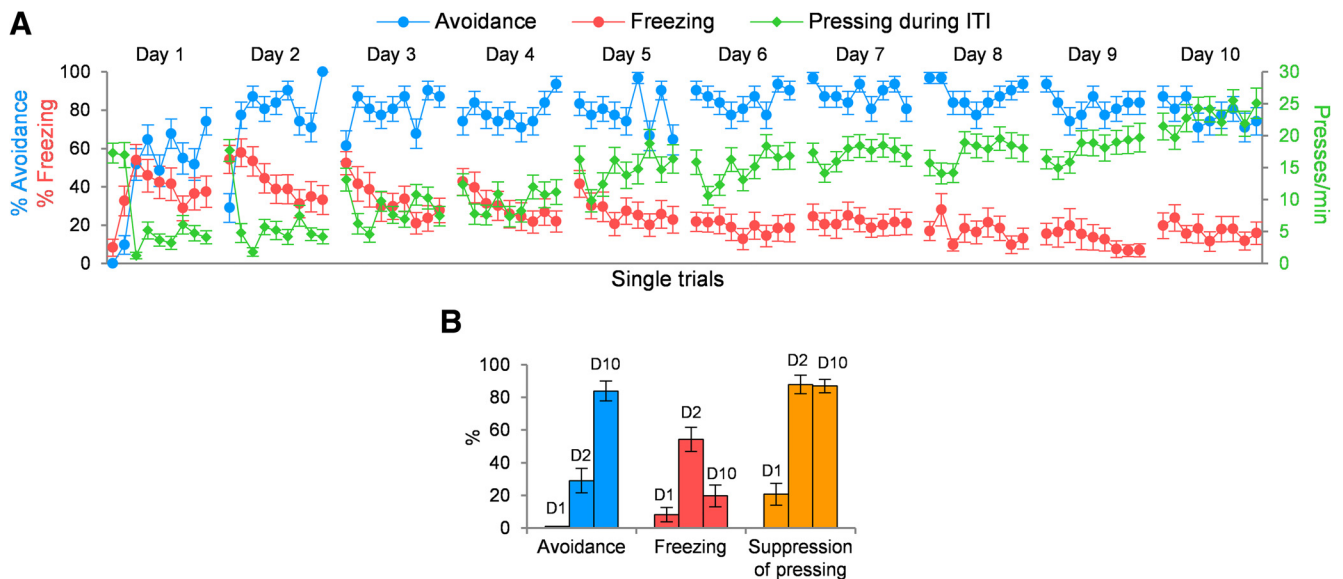 A
Avoidance Freezing Pressing during ITI
Day 1 Day 2 Day 3 Day 4 Day 5 Day 6 Day 7 Day 8 Day 9 Day 10
% Avoidance
% Freezing
100
80
60
40
20
0
30
25
20
15
10
5
0
Presses/min
Single trials
B
%
100
80
60
40
20
0
D1 D2 D10
D1 D2 D10
D1 D2 D10
Avoidance Freezing Suppression
of pressing